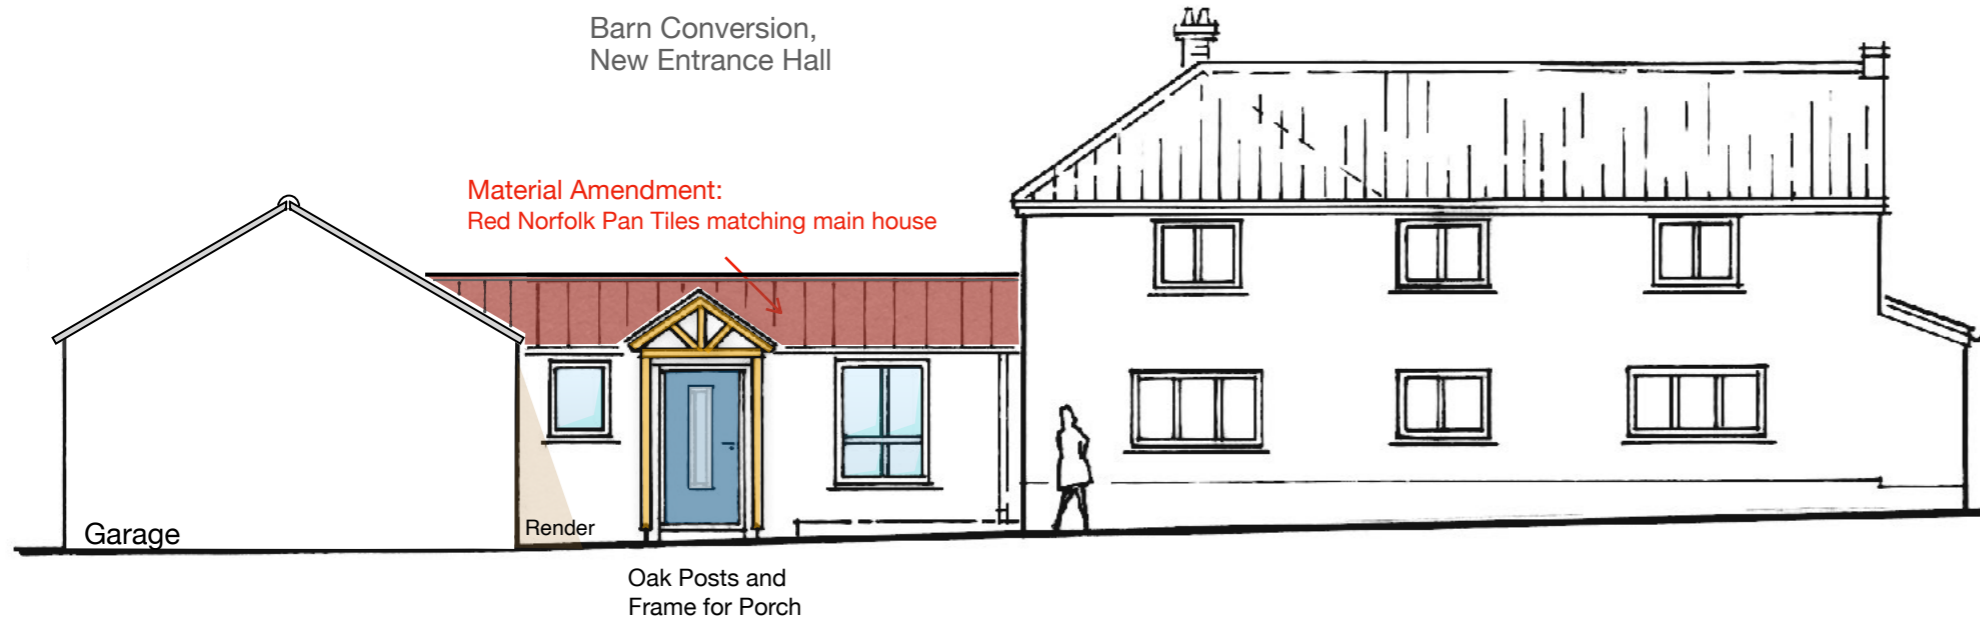 Barn Conversion,
New Entrance Hall
Material Amendment:
Red Norfolk Pan Tiles matching main house
Garage
Render
Oak Posts and
Frame for Porch